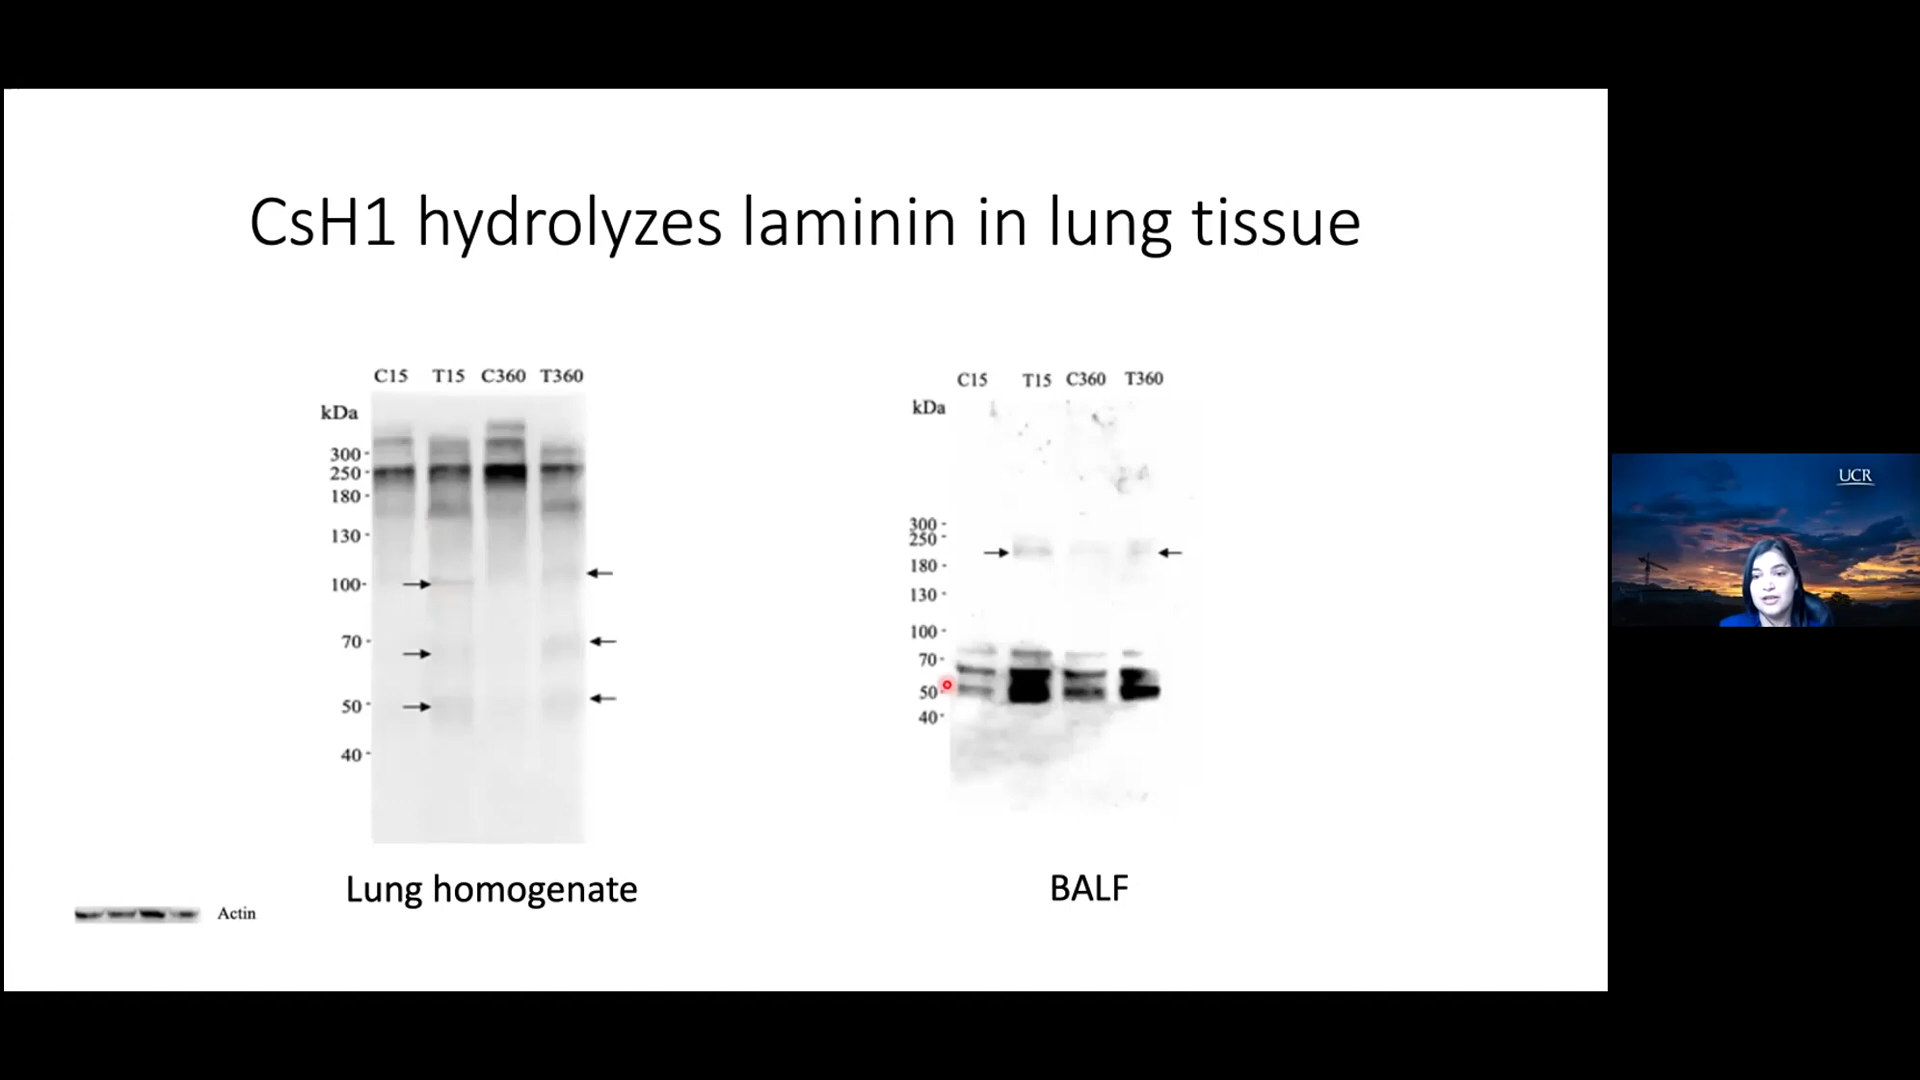 CsH1 hydrolyzes laminin in lung tissue
C15 T15 C360 T360
kDa
300
250
180
130
100
70
50
40
Lung homogenate
Actin
C15 T15 C360 T360
kDa
300
250
180
130
100
70
50
40
BALF
UCR